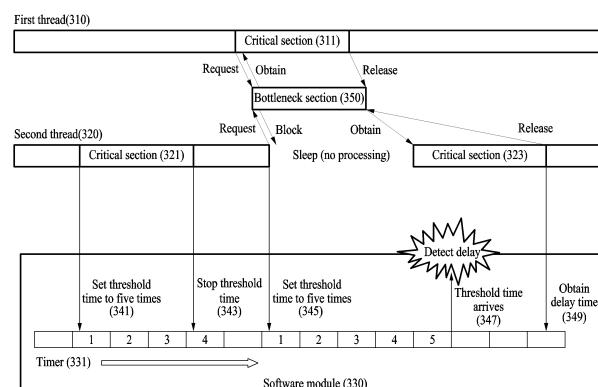 First thread(310)
Critical section (311)
Request
Obtain
Release
Bottleneck section (350)
Second thread(320)
Request
Block
Obtain
Release
Critical section (321)
Sleep (no processing)
Critical section (323)
Detect delay
Set threshold
time to five times
(341)
Stop threshold
time
(343)
Set threshold
time to five times
(345)
Threshold time
arrives
(347)
Obtain
delay time
(349)
1 2 3 4 1 2 3 4 5
Timer (331)
Software module (330)